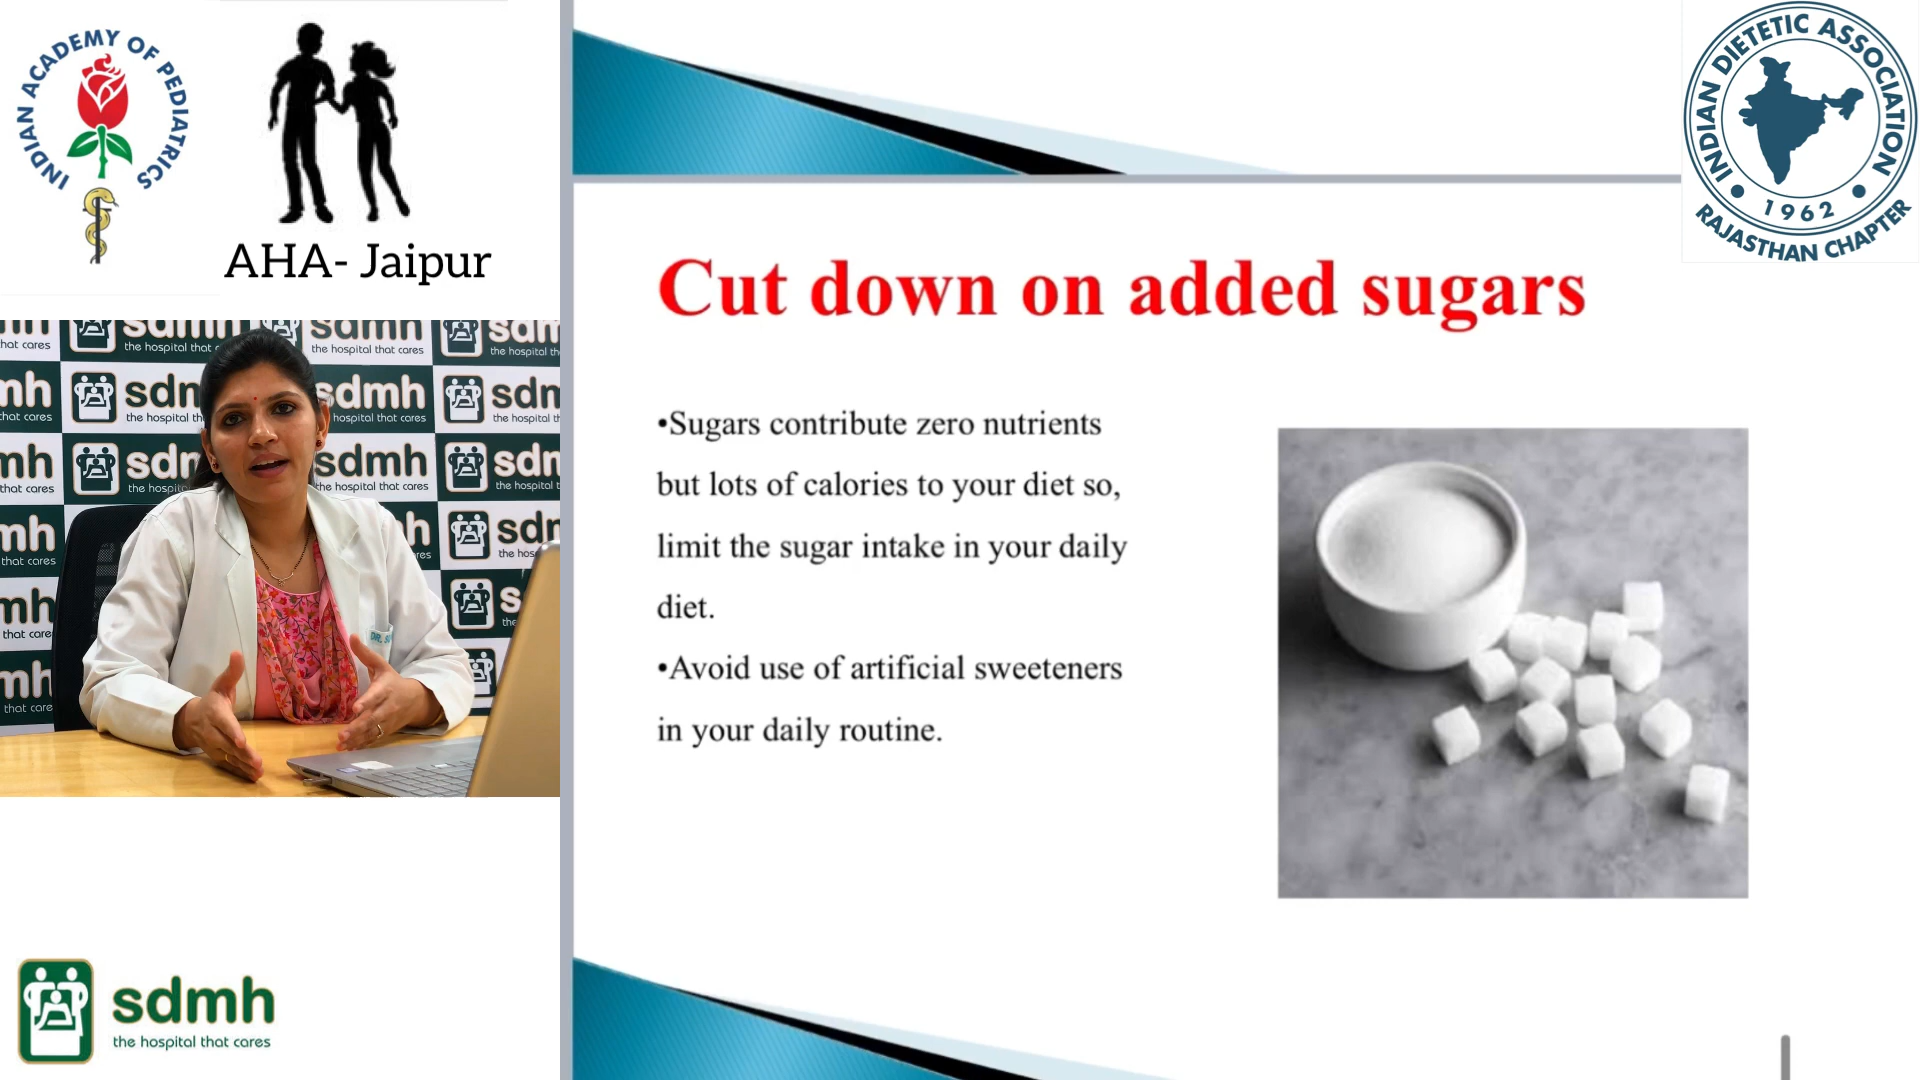 INDIAN ACADEMY OF PEDIATRICS
AHA- Jaipur
INDIAN DIETETIC ASSOCIATION
1962
RAJASTHAN CHAPTER
Cut down on added sugars
•Sugars contribute zero nutrients
but lots of calories to your diet so,
limit the sugar intake in your daily
diet.
•Avoid use of artificial sweeteners
in your daily routine.
sdmh
the hospital that cares